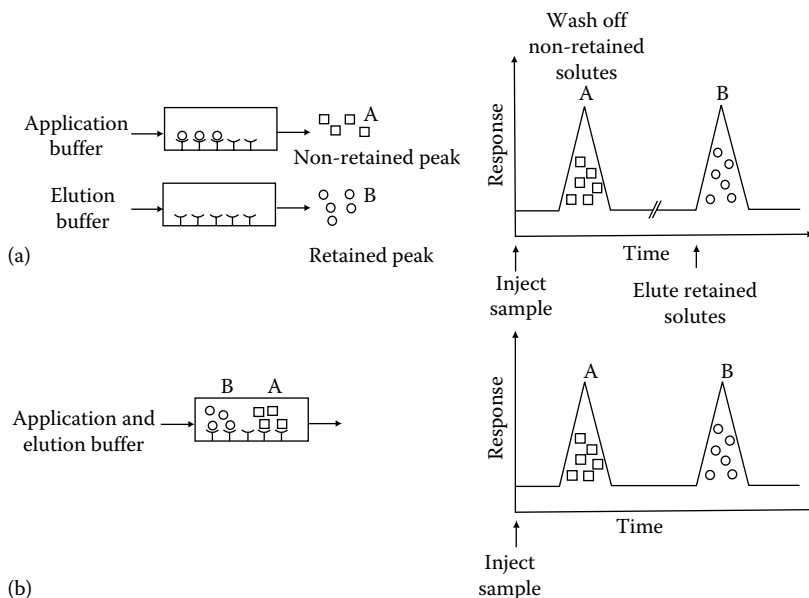 Application
buffer
A
Non-retained peak
Elution
buffer
B
Retained peak
(a)
Wash off
non-retained
solutes
A
B
Response
Time
Inject
sample
Elute retained
solutes
Application and
elution buffer
B
A
(b)
A
B
Response
Time
Inject
sample